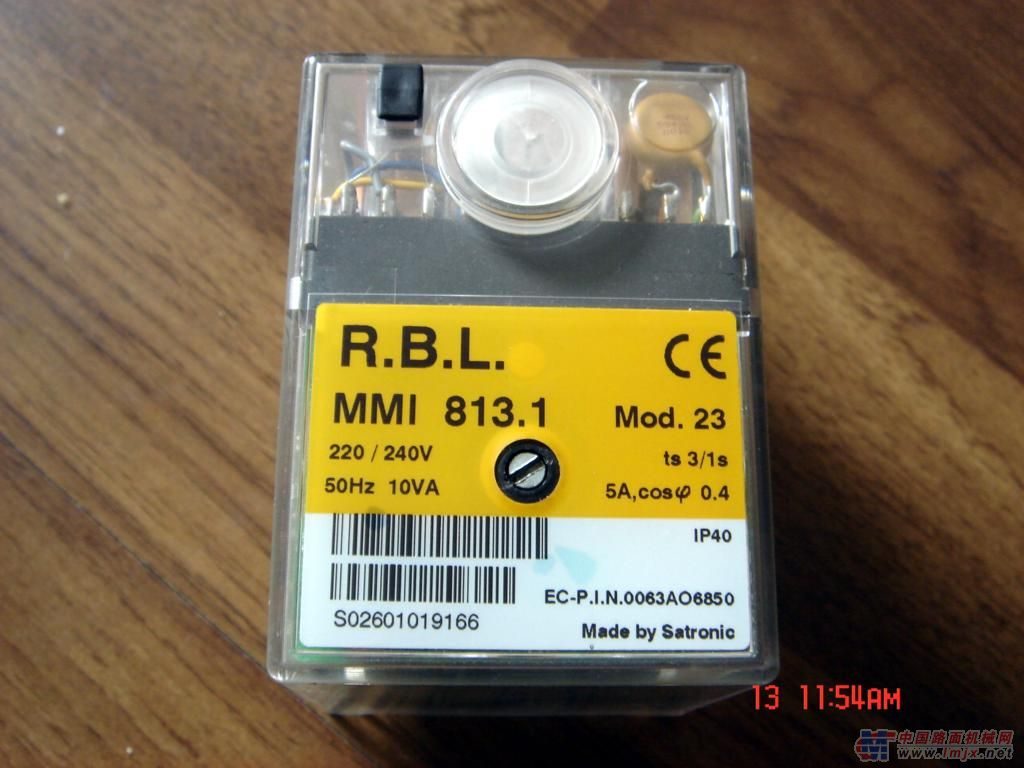 R.B.L.
CE
MMI 813.1
Mod. 23
220 / 240V
ts 3/1s
50Hz 10VA
5A,cosφ 0.4
IP40
EC-P.I.N.0063AO6850
S02601019166
Made by Satronic
13 11:54AM
中国路面机械网
www.lmjx.net